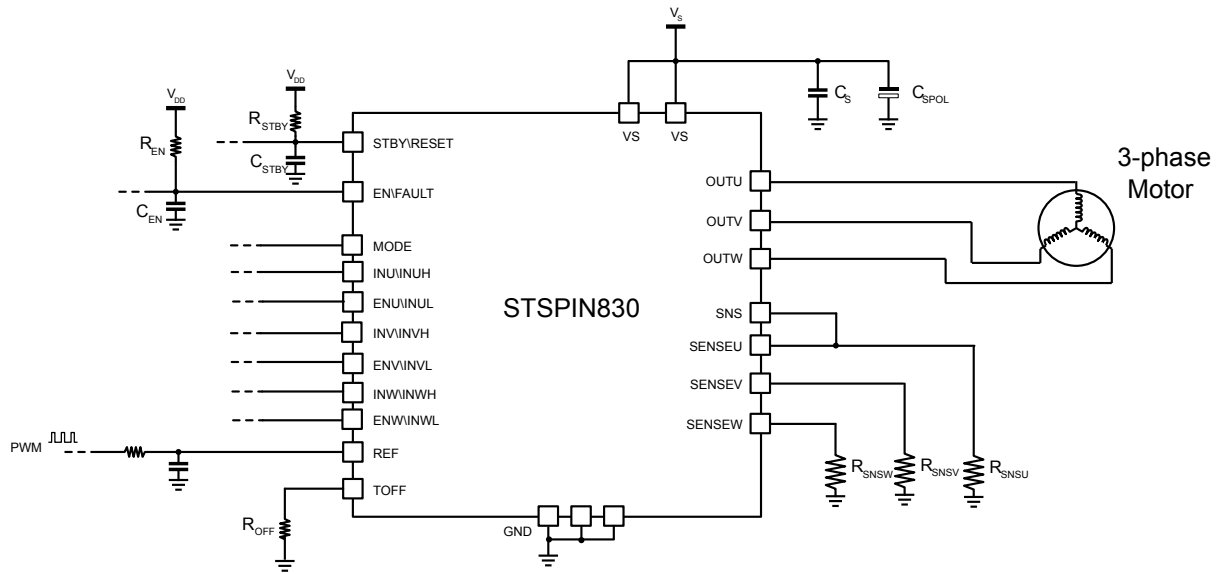 VS
VDD
VDD
RSTBY
REN
CSTBY
CEN
CS
CSPOL
VS
VS
STBY\RESET
EN\FAULT
MODE
INU\INUH
ENU\INUL
INV\INVH
ENV\INVL
INW\INWH
ENW\INWL
REF
TOFF
PWM
ROFF
STSPIN830
GND
OUTU
OUTV
OUTW
SNS
SENSEU
SENSEV
SENSEW
3-phase
Motor
RSNSW
RSNSV
RSNSU